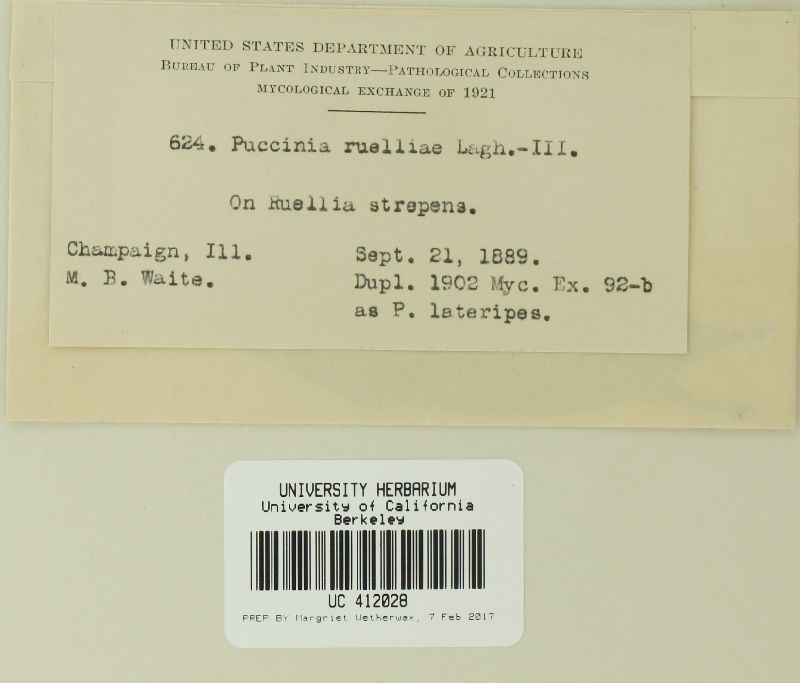 UNITED STATES DEPARTMENT OF AGRICULTURE
BUREAU OF PLANT INDUSTRY—PATHOLOGICAL COLLECTIONS
MYCOLOGICAL EXCHANGE OF 1921
624. Puccinia ruelliae Lagh.-III.
On Ruellia strepens.
Champaign, Ill.
M. B. Waite.
Sept. 21, 1889.
Dupl. 1902 Myc. Ex. 92-b
as P. lateripes.
UNIVERSITY HERBARIUM
University of California
Berkeley
UC 412028
PREP BY Margriet Wetherwax, 7 Feb 2017